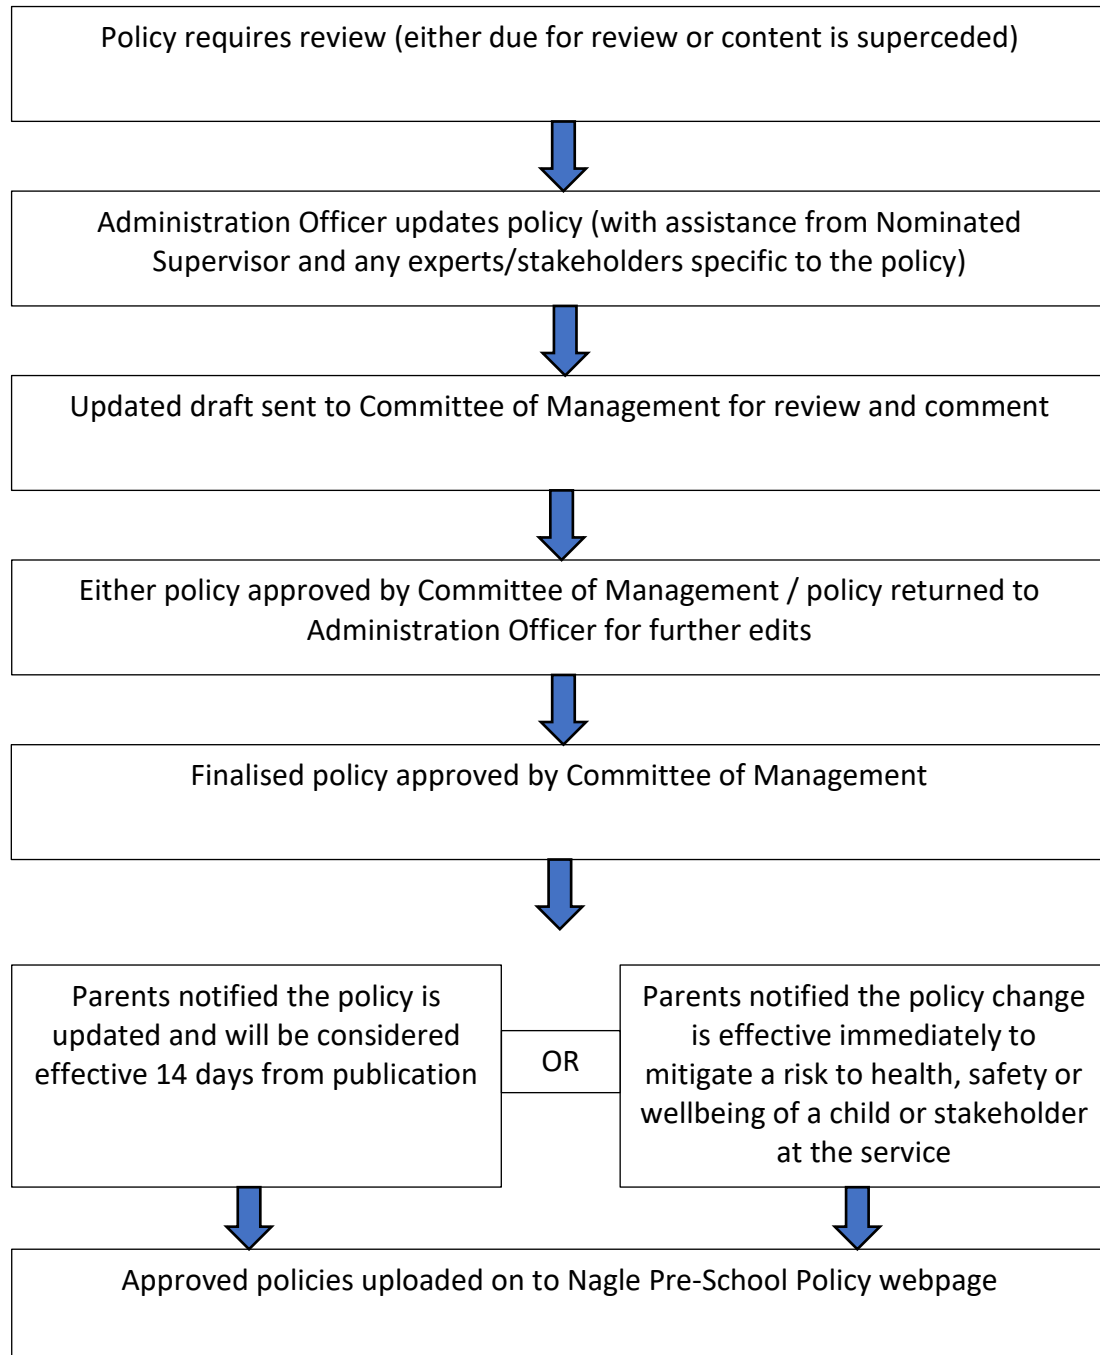 Policy requires review (either due for review or content is superceded)
Administration Officer updates policy (with assistance from Nominated
Supervisor and any experts/stakeholders specific to the policy)
Updated draft sent to Committee of Management for review and comment
Either policy approved by Committee of Management / policy returned to
Administration Officer for further edits
Finalised policy approved by Committee of Management
Parents notified the policy is
updated and will be considered
effective 14 days from publication
OR
Parents notified the policy change
is effective immediately to
mitigate a risk to health, safety or
wellbeing of a child or stakeholder
at the service
Approved policies uploaded on to Nagle Pre-School Policy webpage